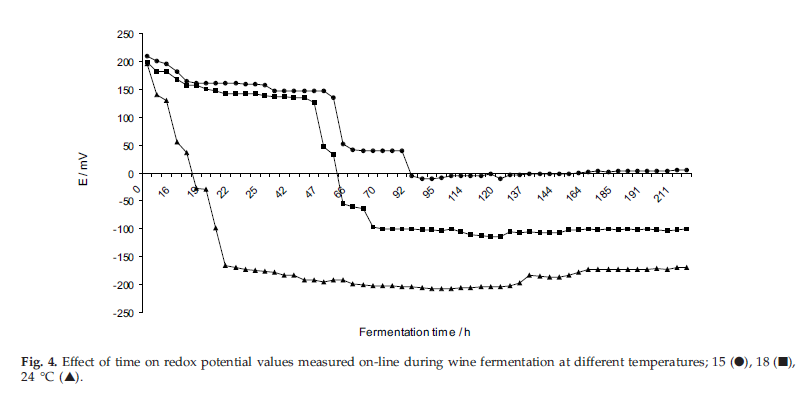 250
200
150
100
50
0
-50
-100
-150
-200
-250
E / mV
0 16 19 22 25 42 47 66 70 92 95 114 120 137 144 164 185 191 211
Fermentation time / h
Fig. 4. Effect of time on redox potential values measured on-line during wine fermentation at different temperatures; 15 (●), 18 (■),
24 °C (▲).